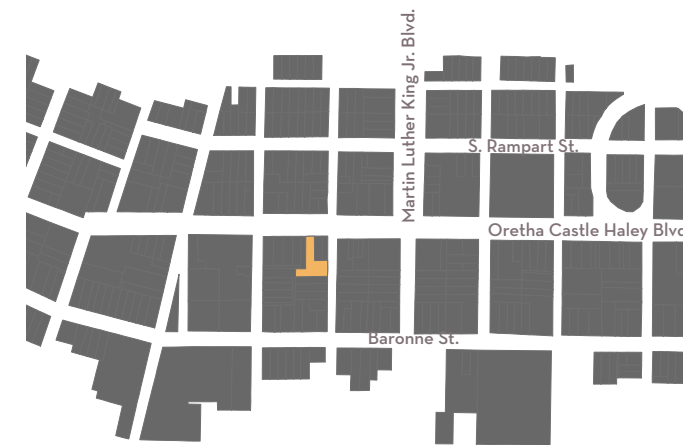 Martin Luther King Jr. Blvd.
S. Rampart St.
Oretha Castle Haley Blvd
Baronne St.